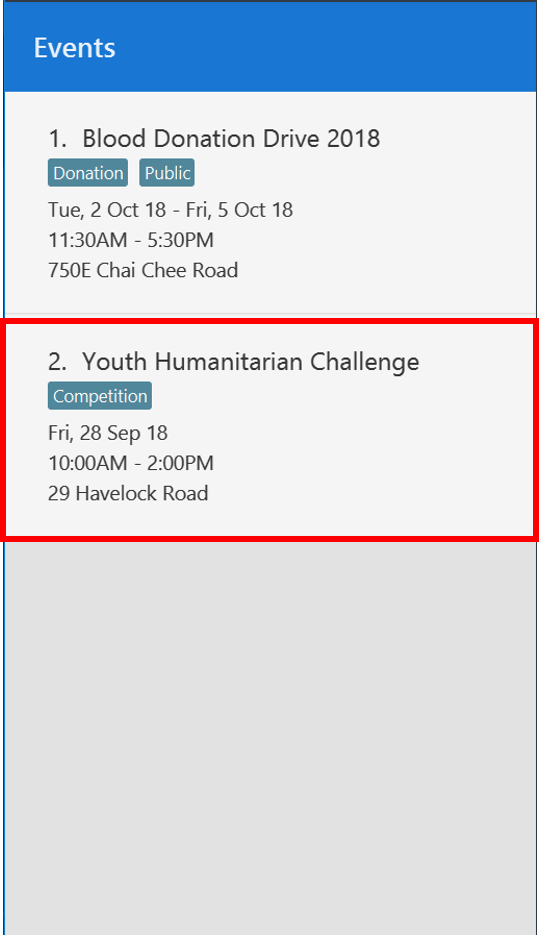 Events
1. Blood Donation Drive 2018
Donation Public
Tue, 2 Oct 18 - Fri, 5 Oct 18
11:30AM - 5:30PM
750E Chai Chee Road
2. Youth Humanitarian Challenge
Competition
Fri, 28 Sep 18
10:00AM - 2:00PM
29 Havelock Road